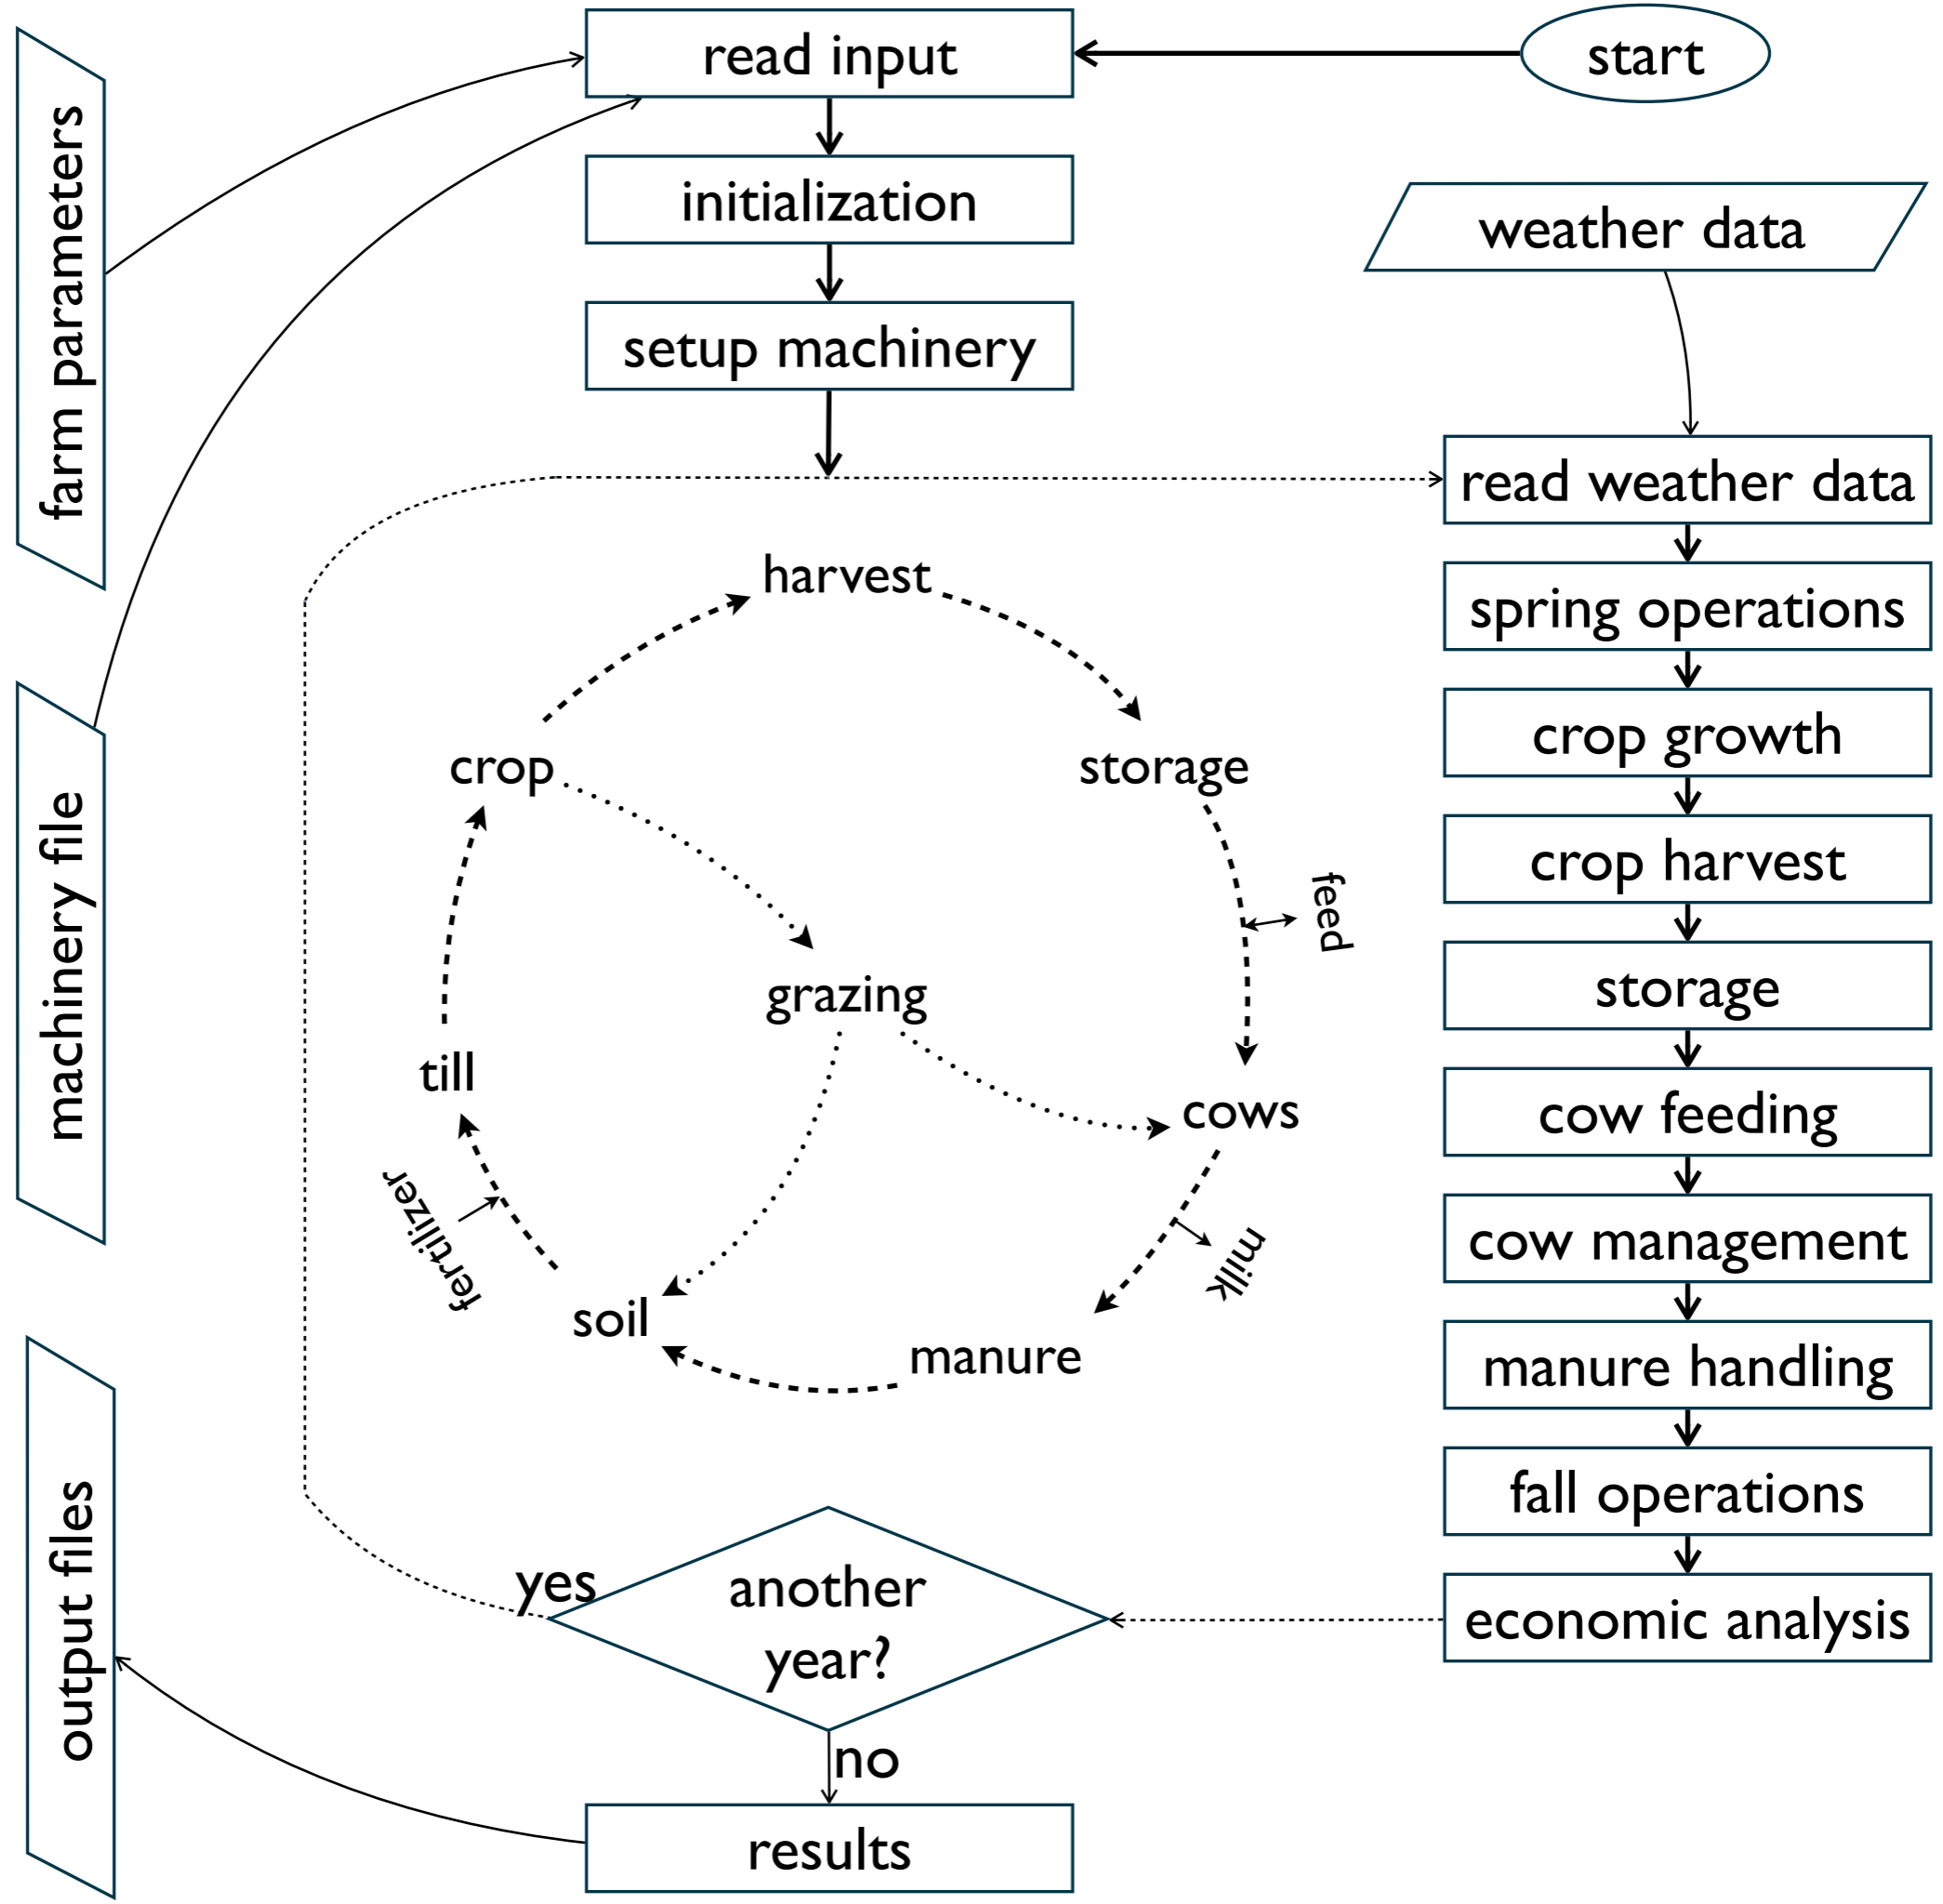 read input
start
initialization
weather data
setup machinery
farm parameters
read weather data
harvest
spring operations
crop
storage
crop growth
machinery file
feed
crop harvest
grazing
storage
till
cows
cow feeding
fertilizer
milk
cow management
soil
manure
manure handling
fall operations
output files
yes
another
year?
economic analysis
no
results